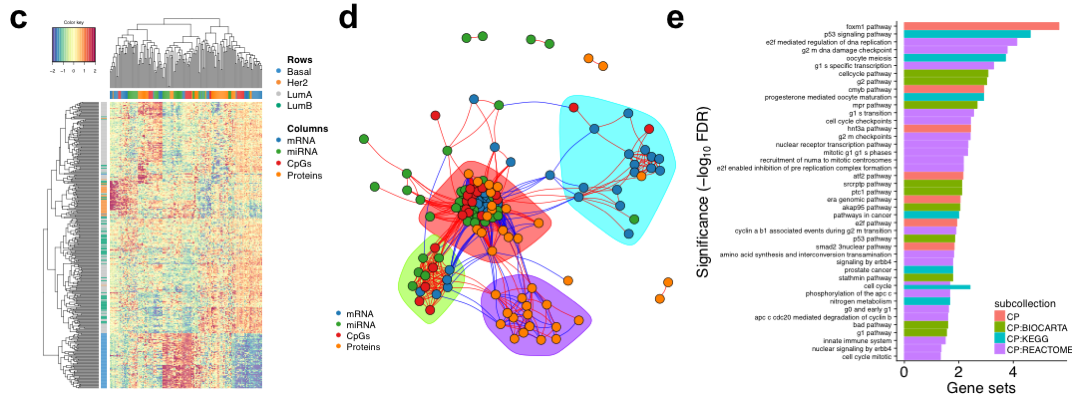 c
Color key
−2 −1 0 1 2
Rows
Basal
Her2
LumA
LumB
Columns
mRNA
miRNA
CpGs
Proteins
d
mRNA
miRNA
CpGs
Proteins
e
Significance (−log10 FDR)
foxm1 pathway
p53 signaling pathway
e2f mediated regulation of dna replication
g2 m dna damage checkpoint
oocyte meiosis
g1 s specific transcription
cellcycle pathway
g2 pathway
cmyb pathway
progesterone mediated oocyte maturation
mpr pathway
g1 s transition
cell cycle checkpoints
hnf3a pathway
g2 m checkpoints
nuclear receptor transcription pathway
mitotic g1 g1 s phases
recruitment of numa to mitotic centrosomes
e2f enabled inhibition of pre replication complex formation
atf2 pathway
srcrptp pathway
ptc1 pathway
era genomic pathway
akap95 pathway
pathways in cancer
e2f pathway
cyclin a b1 associated events during g2 m transition
p53 pathway
smad2 3nuclear pathway
amino acid synthesis and interconversion transamination
signaling by erbb4
prostate cancer
stathmin pathway
cell cycle
phosphorylation of the apc c
nitrogen metabolism
g0 and early g1
apc c cdc20 mediated degradation of cyclin b
bad pathway
g1 pathway
innate immune system
nuclear signaling by erbb4
cell cycle mitotic
0 2 4
Gene sets
subcollection
CP
CP:BIOCARTA
CP:KEGG
CP:REACTOME